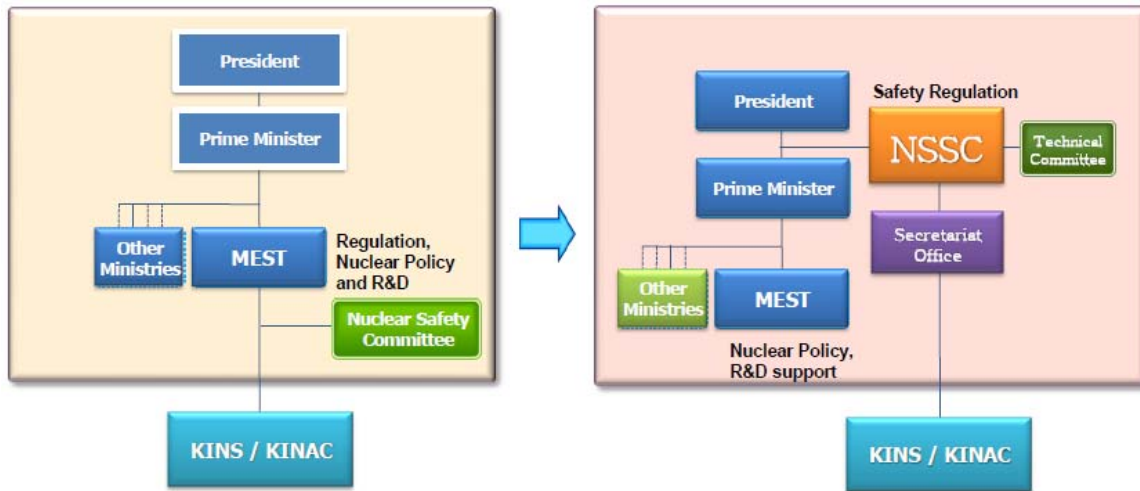 President
Prime Minister
Other
Ministries
MEST
Regulation,
Nuclear Policy
and R&D
Nuclear Safety
Committee
KINS / KINAC
President
Safety Regulation
NSSC
Technical
Committee
Prime Minister
Secretariat
Office
Other
Ministries
MEST
Nuclear Policy,
R&D support
KINS / KINAC